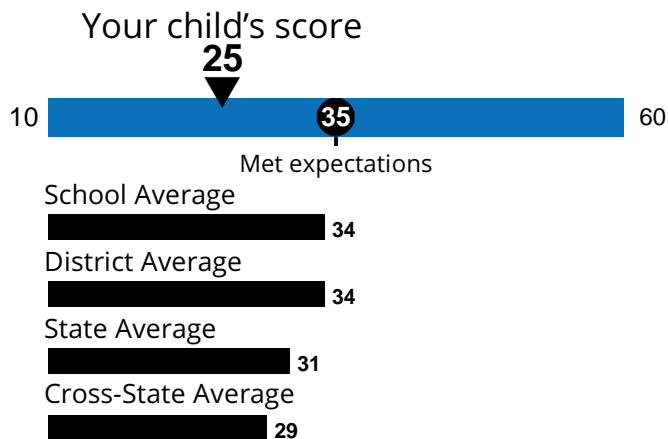 Your child's score
25
10 35 60
Met expectations
School Average
34
District Average
34
State Average
31
Cross-State Average
29